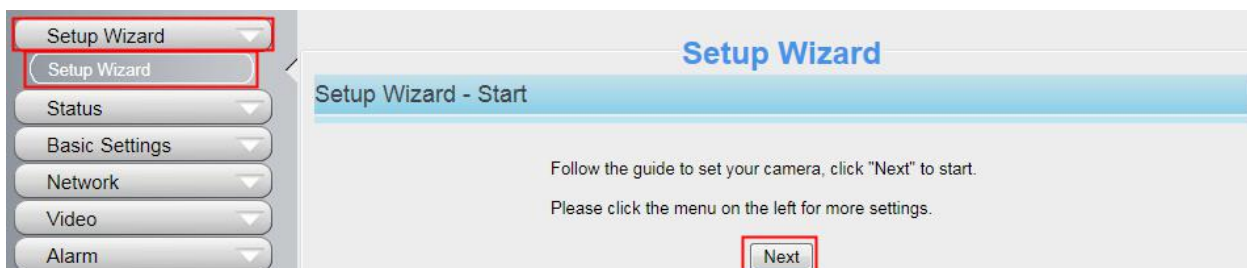 Setup Wizard
Setup Wizard
Status
Basic Settings
Network
Video
Alarm
Setup Wizard
Setup Wizard - Start
Follow the guide to set your camera, click "Next" to start.
Please click the menu on the left for more settings.
Next